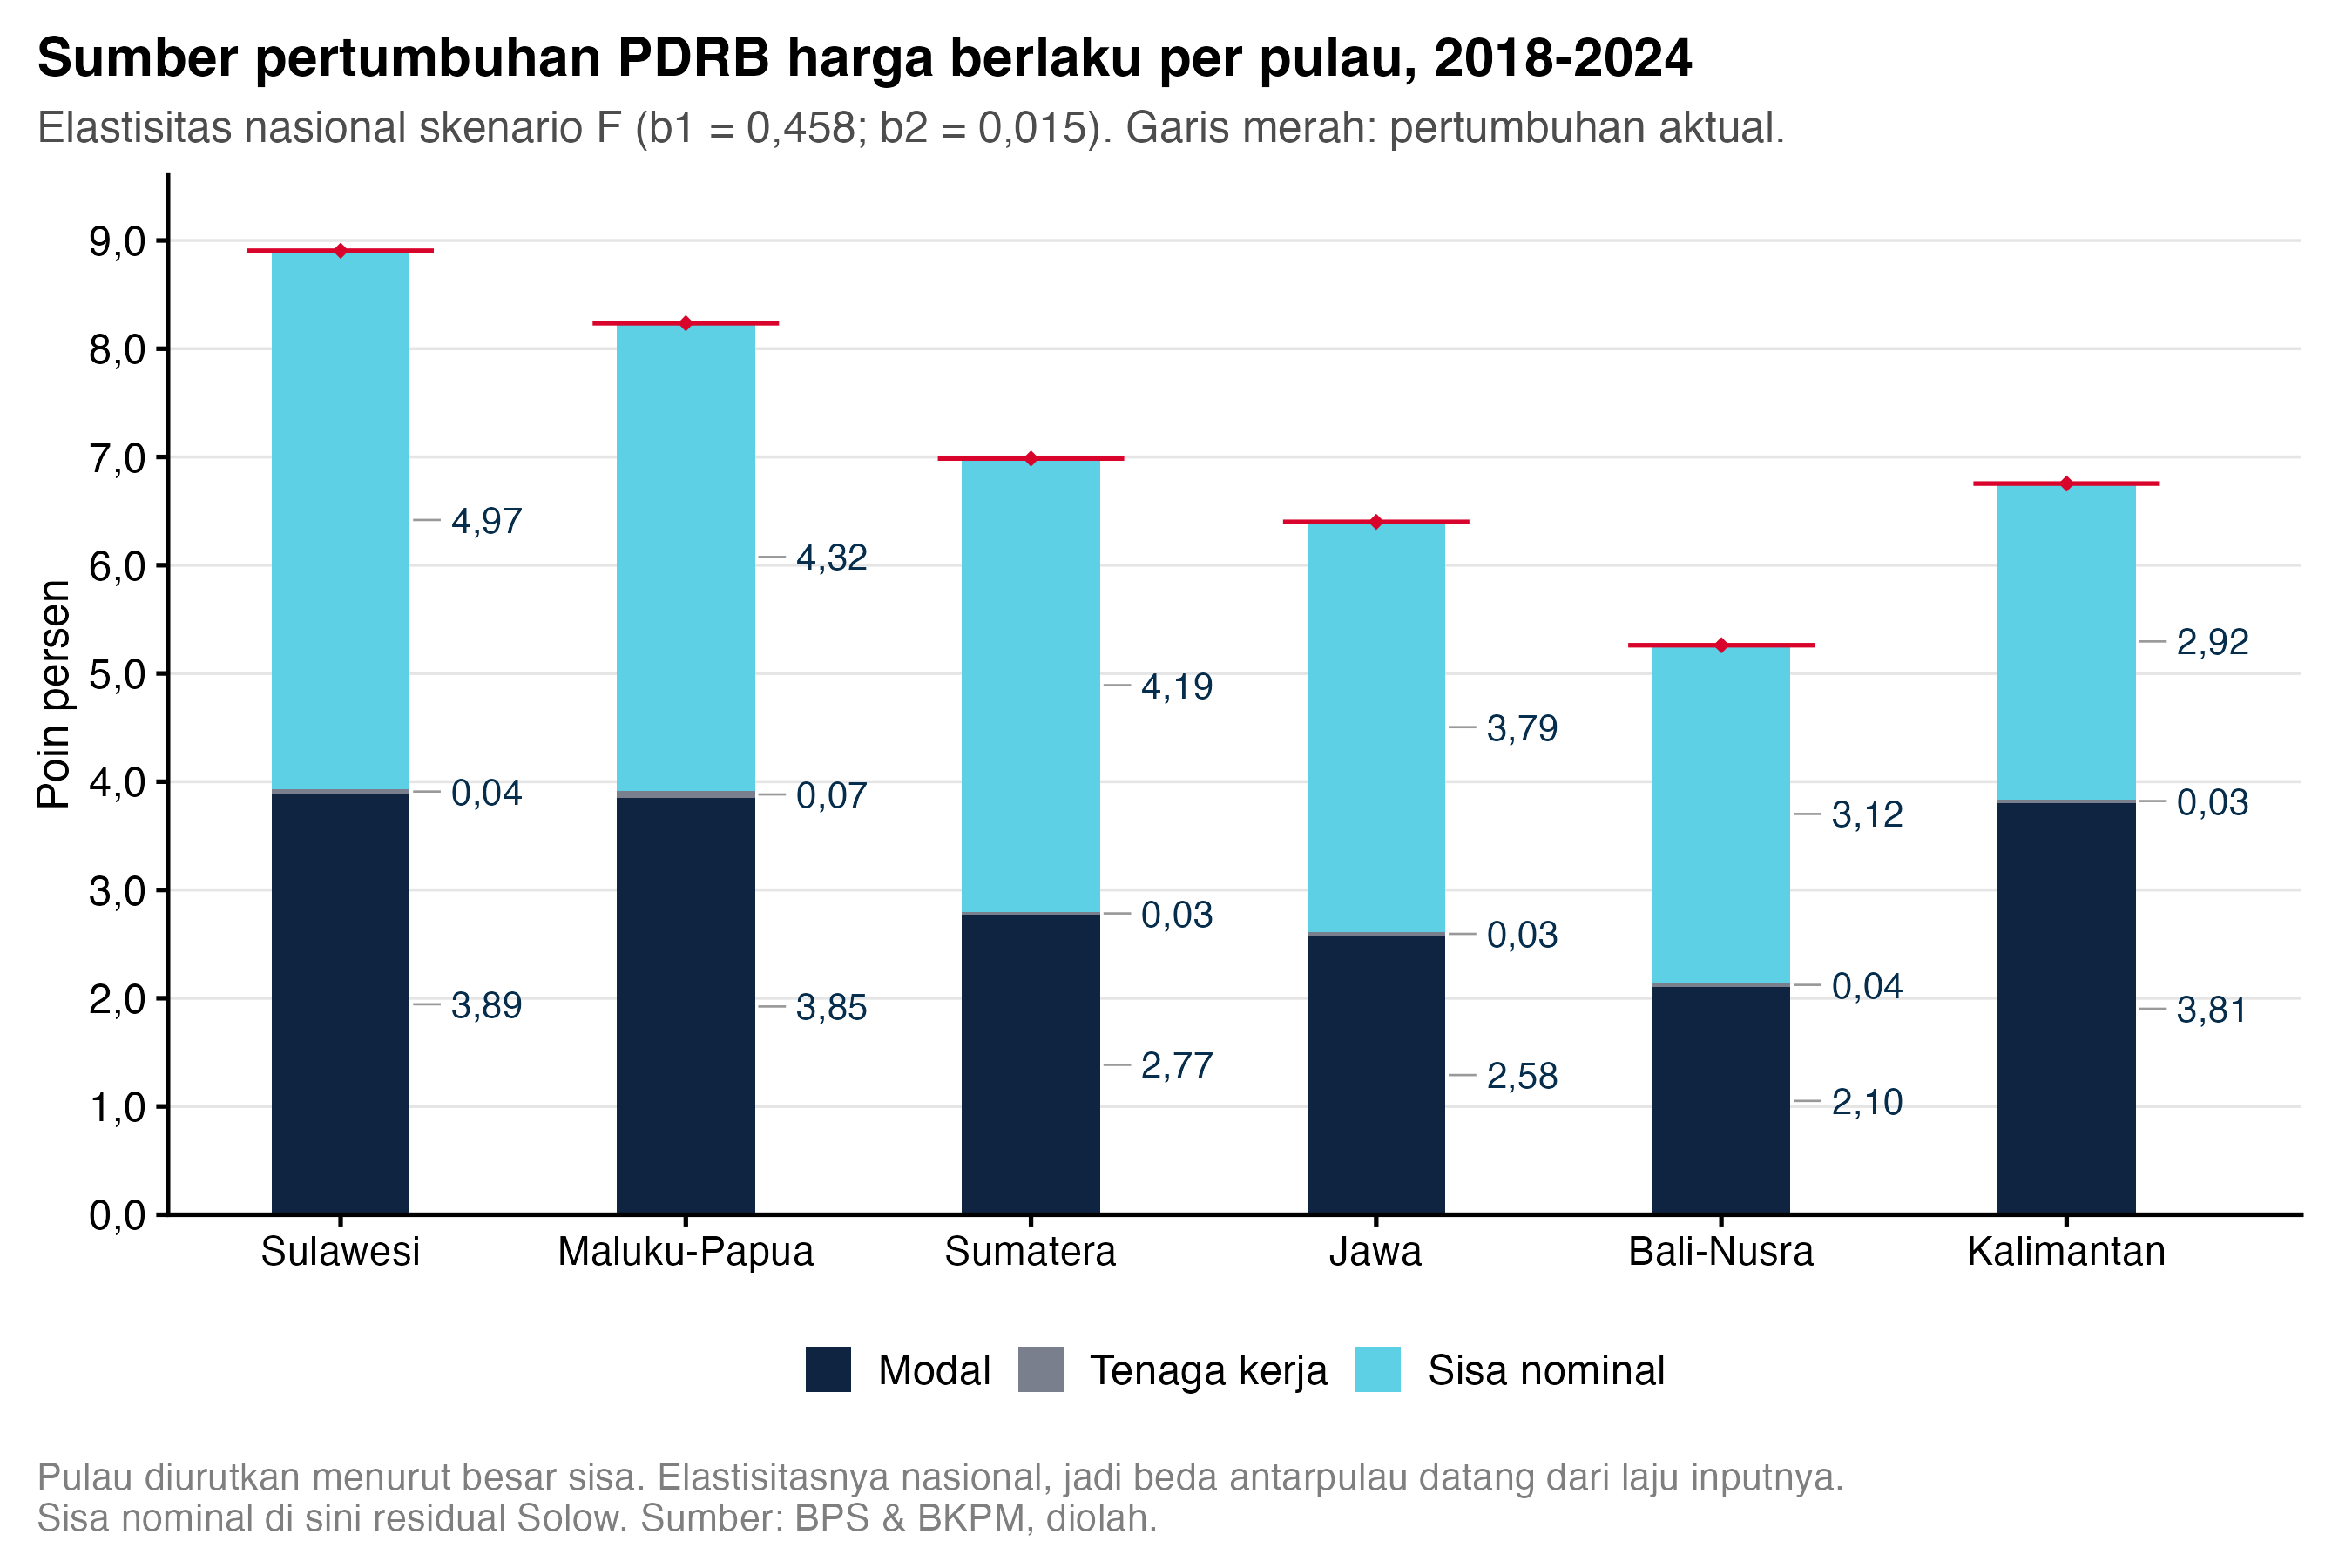 Sumber pertumbuhan PDRB harga berlaku per pulau, 2018-2024
Elastisitas nasional skenario F (b1 = 0,458; b2 = 0,015). Garis merah: pertumbuhan aktual.
Poin persen
9,0
8,0
7,0
6,0
5,0
4,0
3,0
2,0
1,0
0,0
4,97
0,04
3,89
4,32
0,07
3,85
4,19
0,03
2,77
3,79
0,03
2,58
3,12
0,04
2,10
2,92
0,03
3,81
Sulawesi
Maluku-Papua
Sumatera
Jawa
Bali-Nusra
Kalimantan
Modal
Tenaga kerja
Sisa nominal
Pulau diurutkan menurut besar sisa. Elastisitasnya nasional, jadi beda antarpulau datang dari laju inputnya.
Sisa nominal di sini residual Solow. Sumber: BPS & BKPM, diolah.